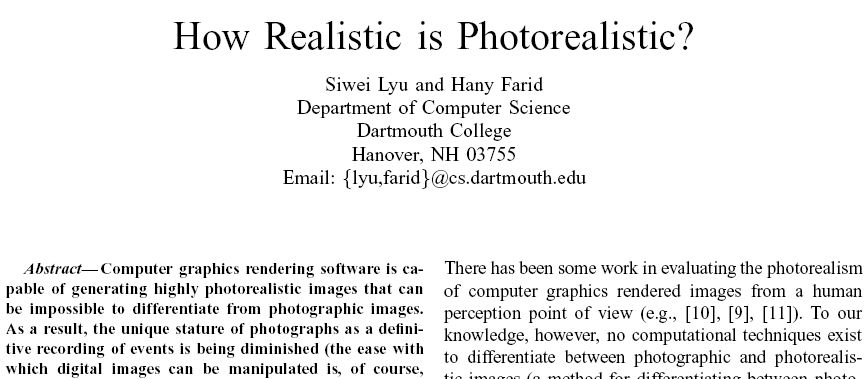 How Realistic is Photorealistic?
Siwei Lyu and Hany Farid
Department of Computer Science
Dartmouth College
Hanover, NH 03755
Email: {lyu,farid}@cs.dartmouth.edu
Abstract—Computer graphics rendering software is ca-
pable of generating highly photorealistic images that can
be impossible to differentiate from photographic images.
As a result, the unique stature of photographs as a defini-
tive recording of events is being diminished (the ease with
which digital images can be manipulated is, of course,
There has been some work in evaluating the photorealism
of computer graphics rendered images from a human
perception point of view (e.g., [10], [9], [11]). To our
knowledge, however, no computational techniques exist
to differentiate between photographic and photorealis-
tic images (a method for differentiating between photo-